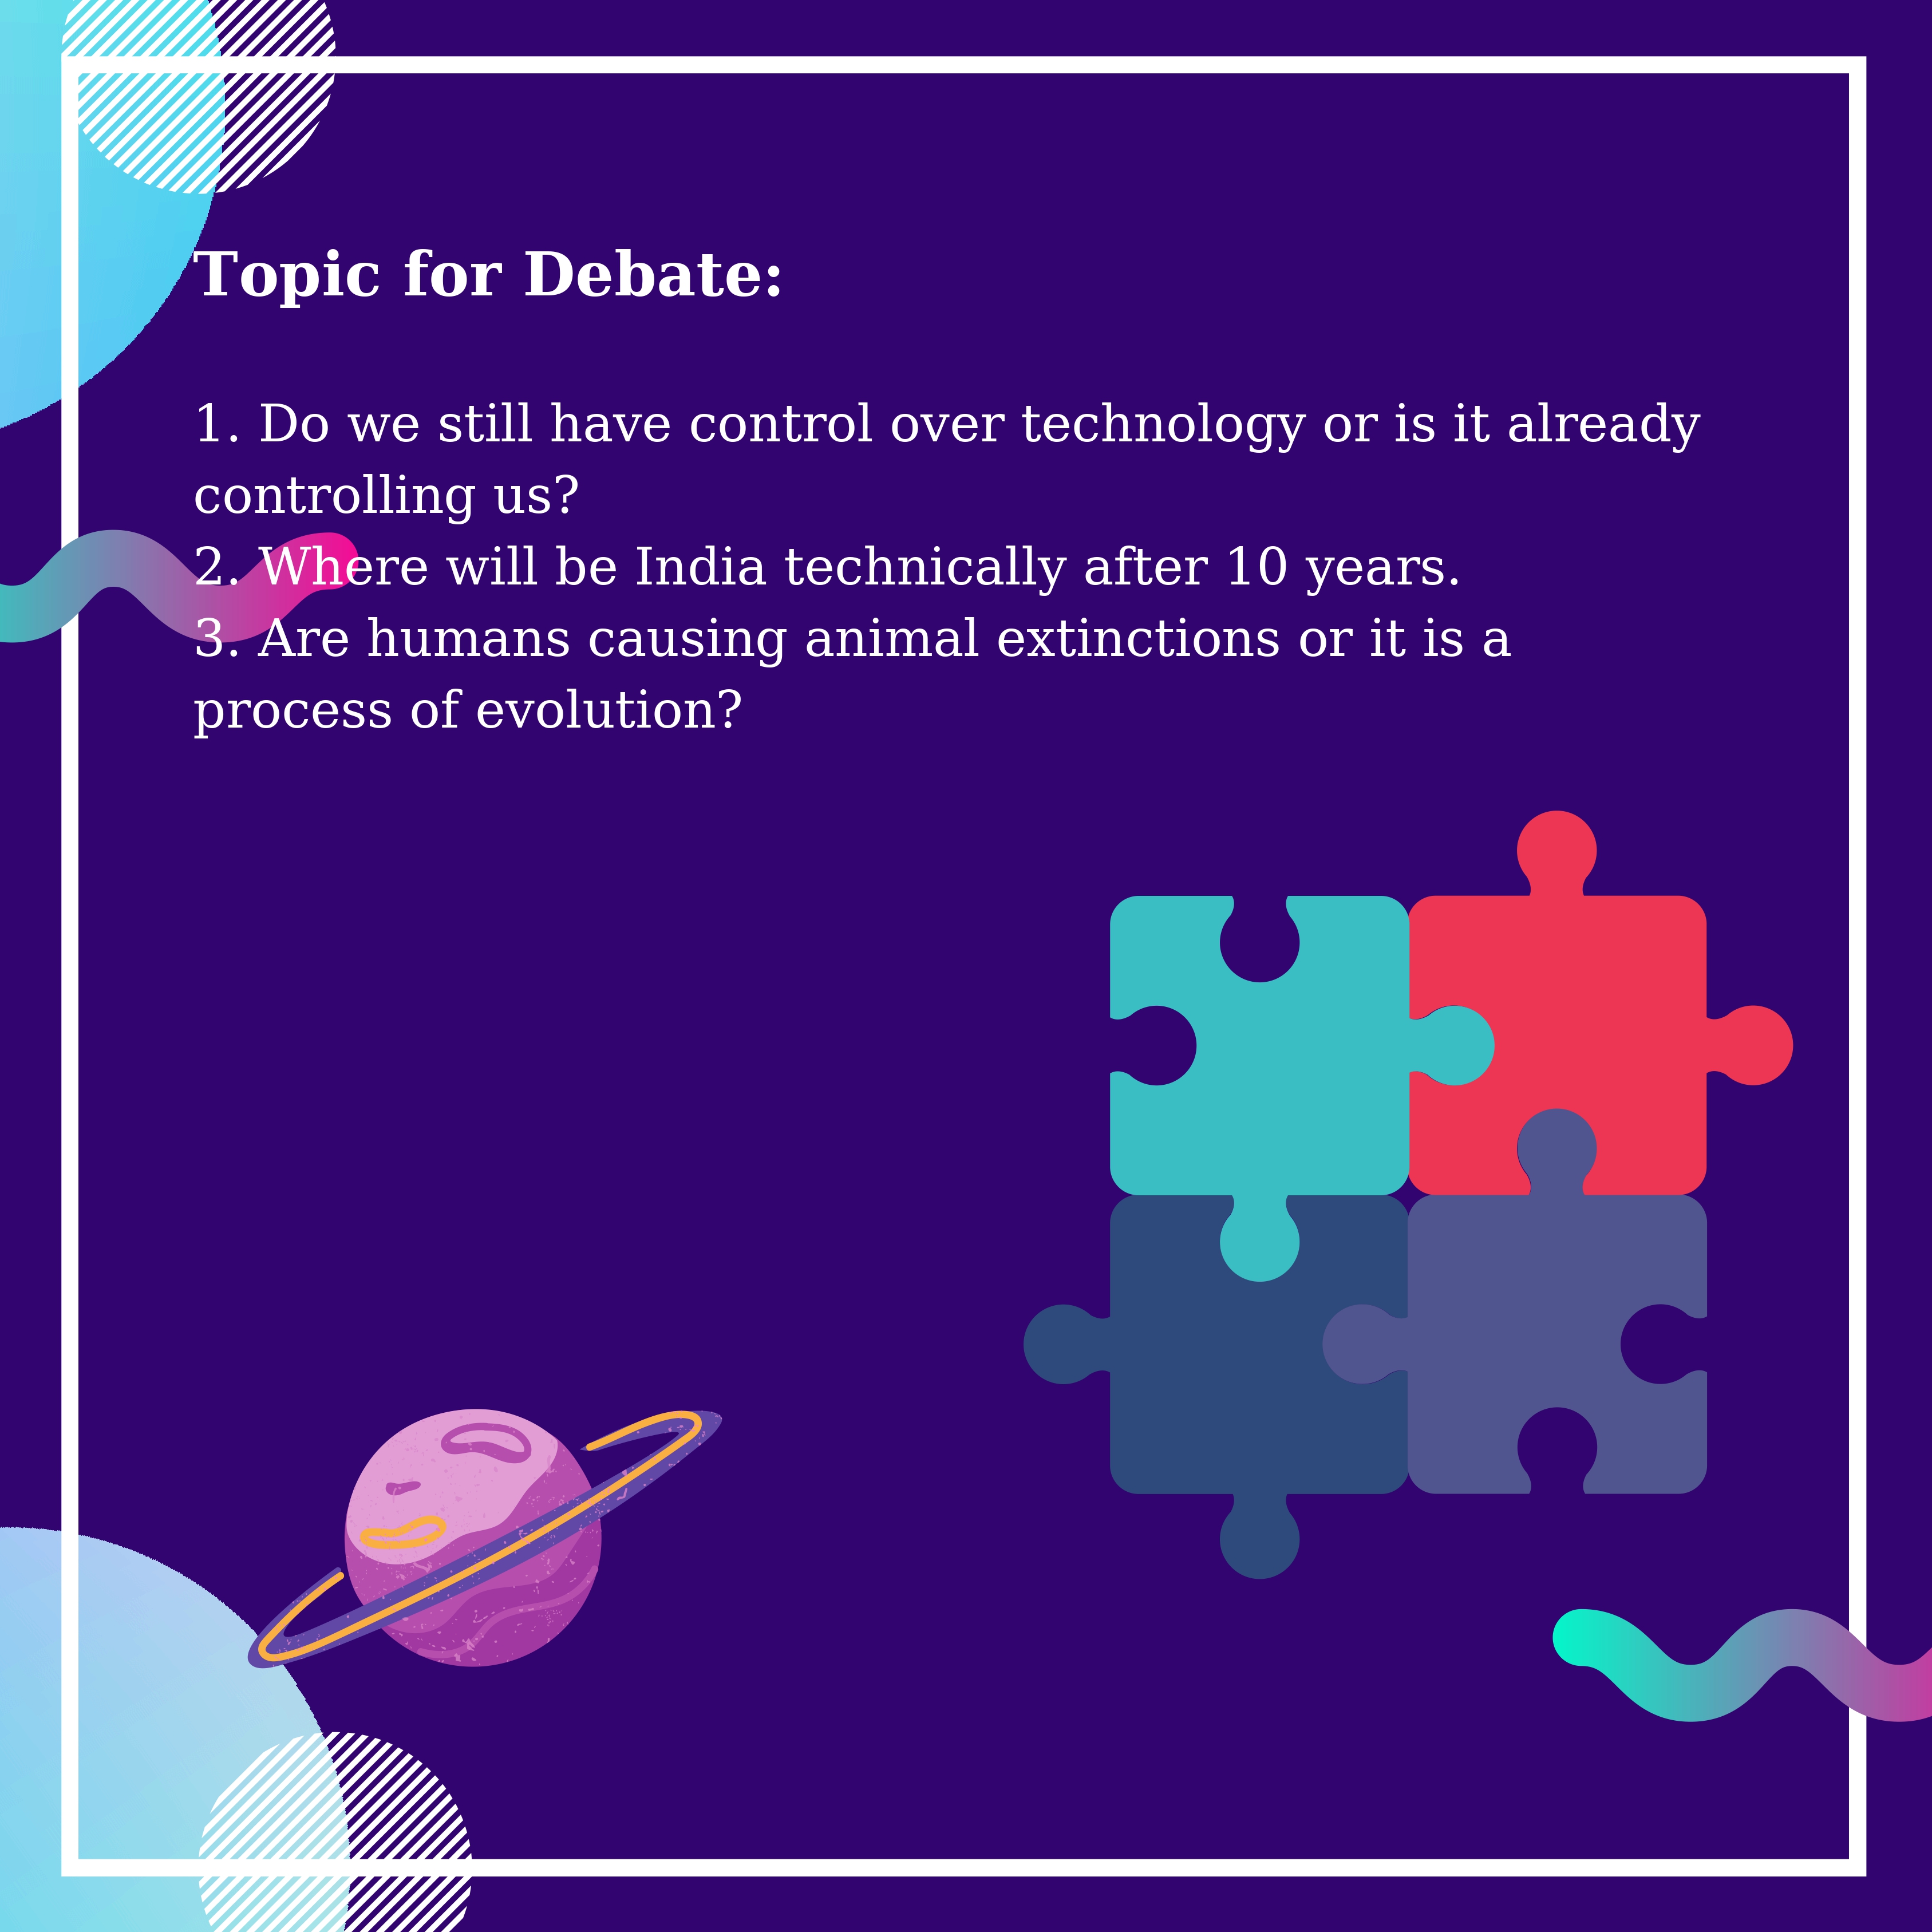 Topic for Debate:
1. Do we still have control over technology or is it already
controlling us?
2. Where will be India technically after 10 years.
3. Are humans causing animal extinctions or it is a
process of evolution?